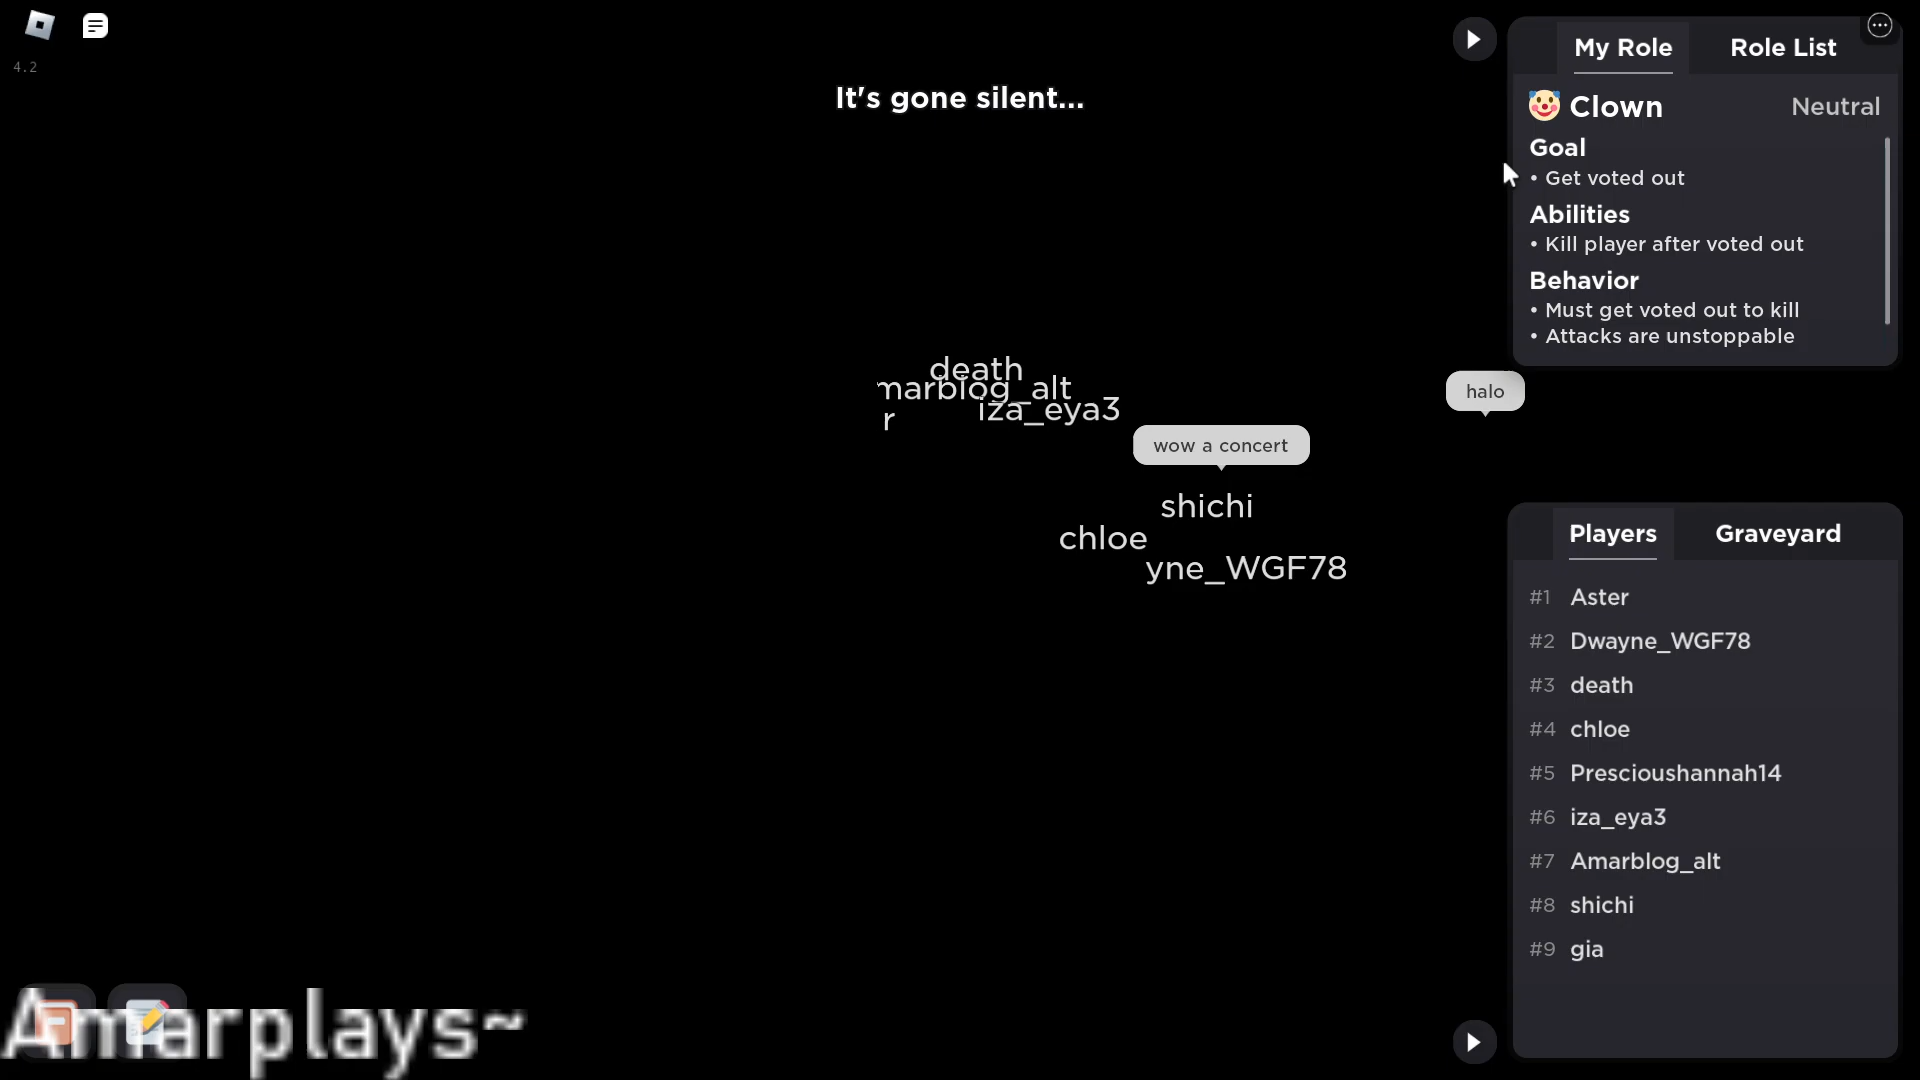 4.2
It's gone silent...
My Role
Role List
Clown
Neutral
Goal
• Get voted out
Abilities
• Kill player after voted out
Behavior
• Must get voted out to kill
• Attacks are unstoppable
death
marblog_alt
iza_eya3
r
halo
wow a concert
shichi
chloe
yne_WGF78
Players
Graveyard
#1 Aster
#2 Dwayne_WGF78
#3 death
#4 chloe
#5 Prescioushannah14
#6 iza_eya3
#7 Amarblog_alt
#8 shichi
#9 gia
Amarplays~